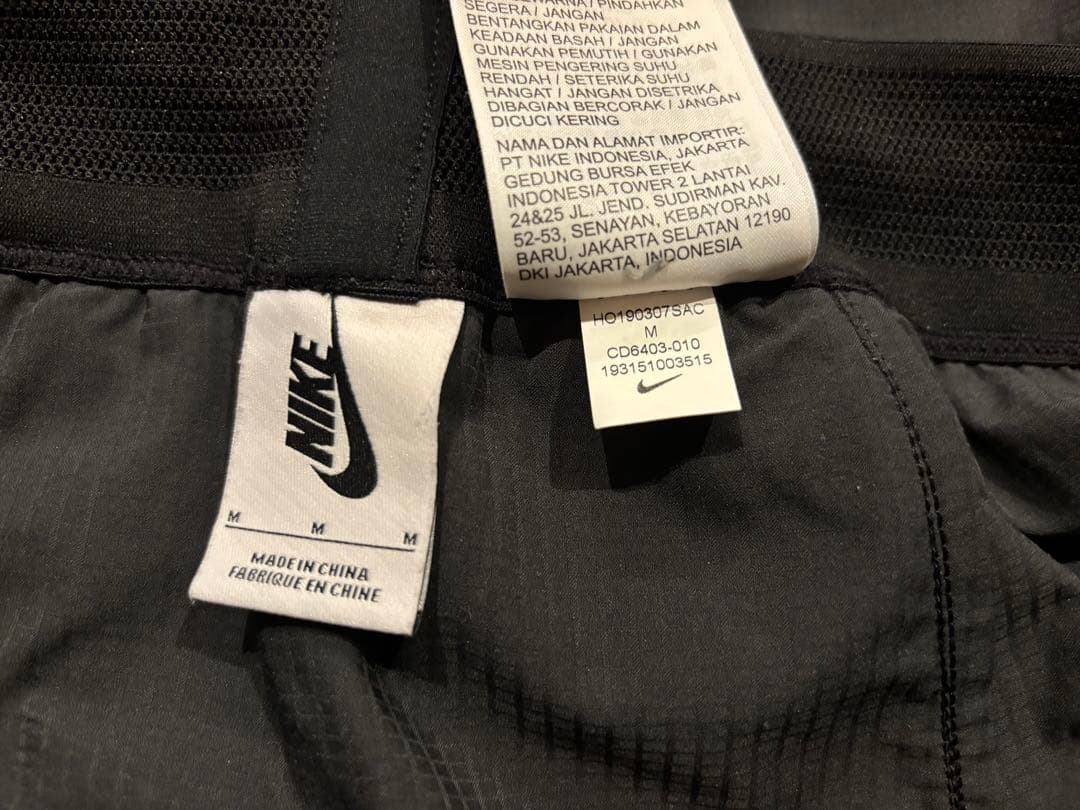 SEGERA / JANGAN
BENTANGKAN PAKAIAN DALAM
KEADAAN BASAH / JANGAN
GUNAKAN PEMUTIH / GUNAKAN
MESIN PENGERING SUHU
RENDAH / SETERIKA SUHU
HANGAT / JANGAN DISETRIKA
DIBAGIAN BERCORAK / JANGAN
DICUCI KERING
NAMA DAN ALAMAT IMPORTIR:
PT NIKE INDONESIA, JAKARTA
GEDUNG BURSA EFEK
INDONESIA TOWER 2 LANTAI
24&25 JL. JEND. SUDIRMAN KAV.
52-53, SENAYAN, KEBAYORAN
BARU, JAKARTA SELATAN 12190
DKI JAKARTA, INDONESIA
HO190307SAC
M
CD6403-010
193151003515
NIKE
M M M
MADE IN CHINA
FABRIQUE EN CHINE